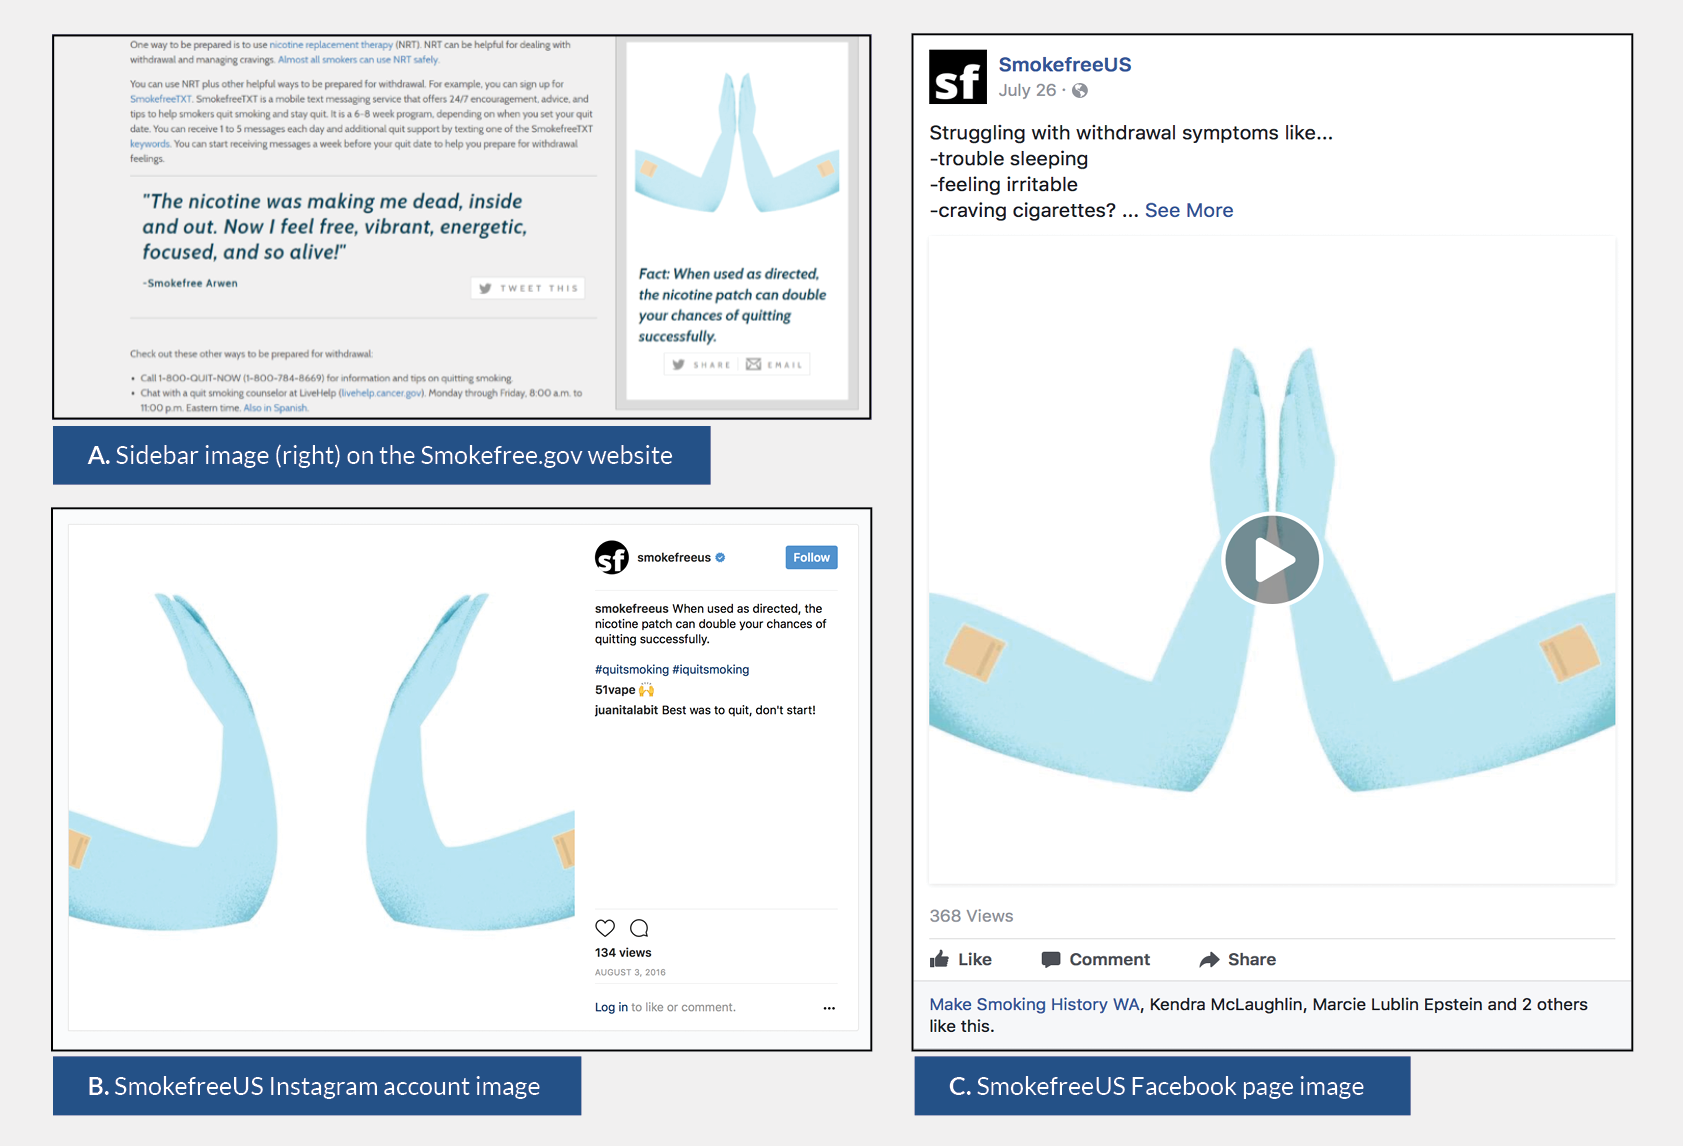 One way to be prepared is to use nicotine replacement therapy (NRT). NRT can be helpful for dealing with
withdrawal and managing cravings. Almost all smokers can use NRT safely.
You can use NRT plus other helpful ways to be prepared for withdrawal. For example, you can sign up for
SmokefreeTXT. SmokefreeTXT is a mobile text messaging service that offers 24/7 encouragement, advice, and
tips to help smokers quit smoking and stay quit. It is a 6-8 week program, depending on when you set your quit
date. You can receive 1 to 5 messages each day and additional quit support by texting one of the SmokefreeTXT
keywords. You can start receiving messages a week before your quit date to help you prepare for withdrawal
feelings.
"The nicotine was making me dead, inside
and out. Now I feel free, vibrant, energetic,
focused, and so alive!"
-Smokefree Arwen
TWEET THIS
Check out these other ways to be prepared for withdrawal:
• Call 1-800-QUIT-NOW (1-800-784-8669) for information and tips on quitting smoking.
• Chat with a quit smoking counselor at LiveHelp (livehelp.cancer.gov). Monday through Friday, 8:00 a.m. to
11:00 p.m. Eastern time. Also in Spanish.
Fact: When used as directed,
the nicotine patch can double
your chances of quitting
successfully.
SHARE EMAIL
A. Sidebar image (right) on the Smokefree.gov website
sf
smokefreeus
Follow
smokefreeus When used as directed, the
nicotine patch can double your chances of
quitting successfully.
#quitsmoking #iquitsmoking
51vape 🙌
juanitalabit Best was to quit, don't start!
134 views
AUGUST 3, 2016
Log in to like or comment.
...
B. SmokefreeUS Instagram account image
sf
SmokefreeUS
July 26 ·
Struggling with withdrawal symptoms like...
-trouble sleeping
-feeling irritable
-craving cigarettes? ... See More
368 Views
Like Comment Share
Make Smoking History WA, Kendra McLaughlin, Marcie Lublin Epstein and 2 others
like this.
C. SmokefreeUS Facebook page image